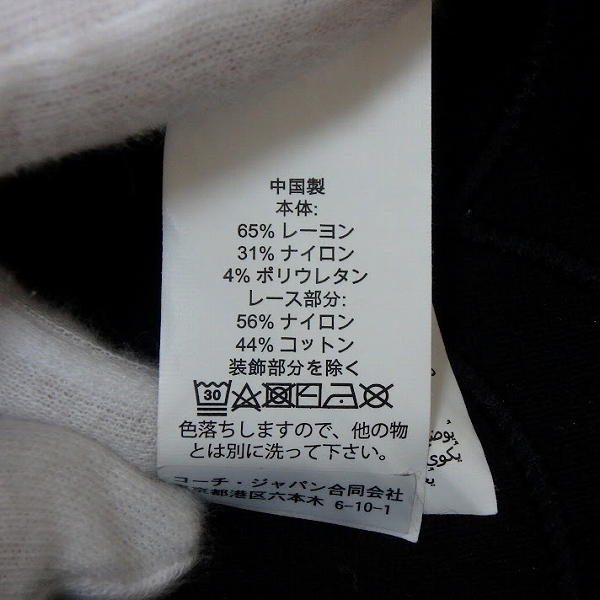 中国製
本体:
65% レーヨン
31% ナイロン
4% ポリウレタン
レース部分:
56% ナイロン
44% コットン
装飾部分を除く
30
色落ちしますので、他の物
とは別に洗って下さい。
コーチ・ジャパン合同会社
東京都港区六本木 6-10-1